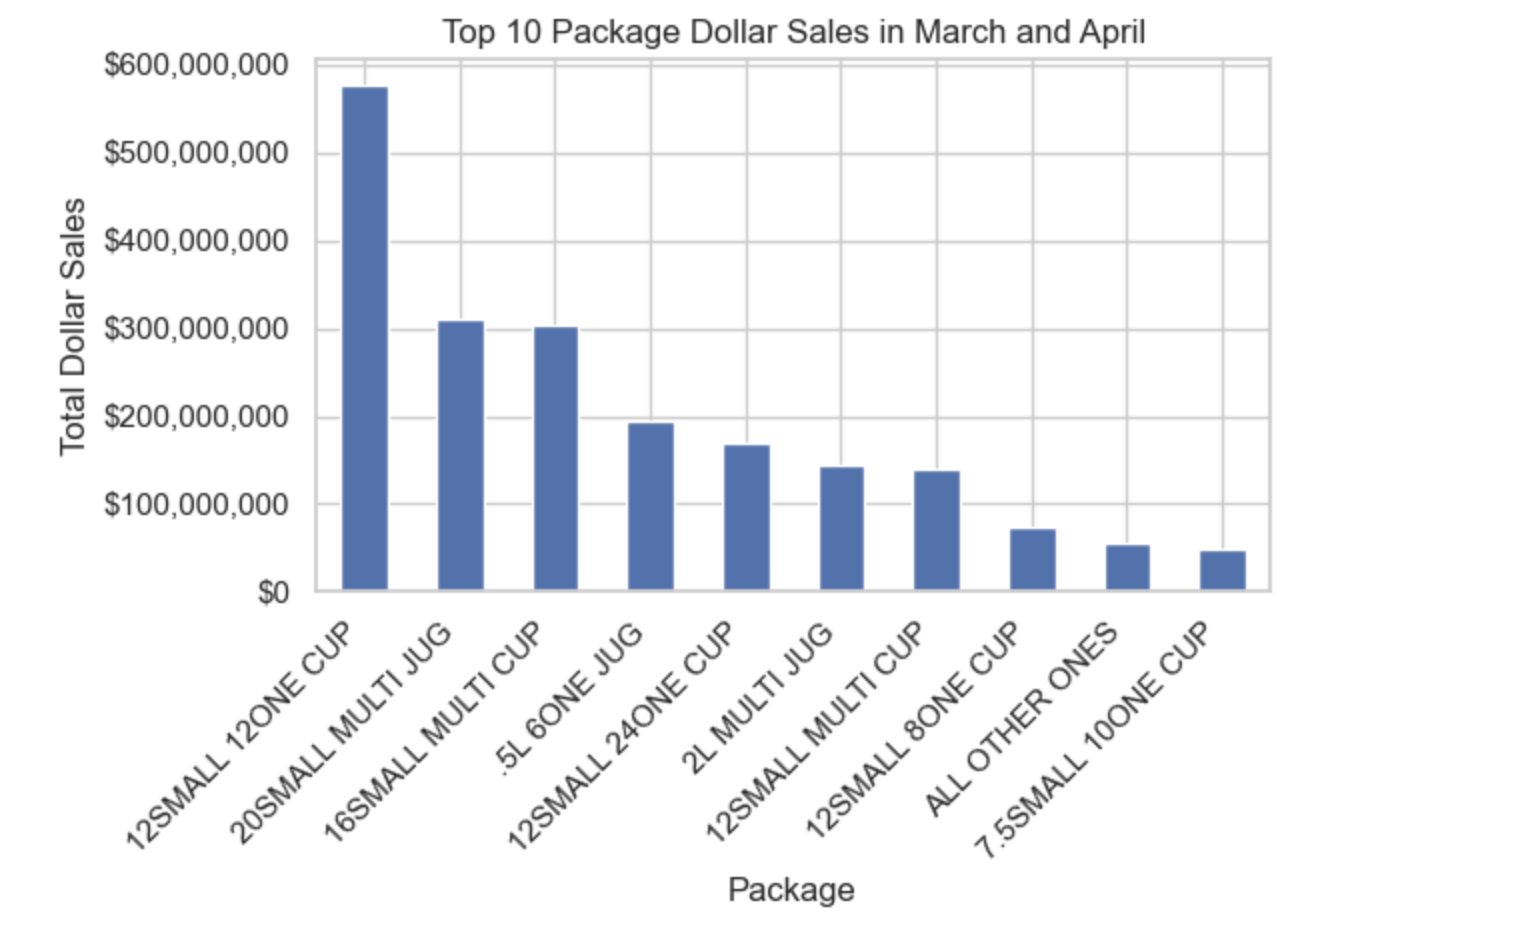 Top 10 Package Dollar Sales in March and April
$600,000,000
$500,000,000
$400,000,000
$300,000,000
$200,000,000
$100,000,000
$0
Total Dollar Sales
12SMALL 12ONE CUP
20SMALL MULTI JUG
16SMALL MULTI CUP
.5L 6ONE JUG
12SMALL 24ONE CUP
2L MULTI JUG
12SMALL MULTI CUP
12SMALL 8ONE CUP
ALL OTHER ONES
7.5SMALL 10ONE CUP
Package